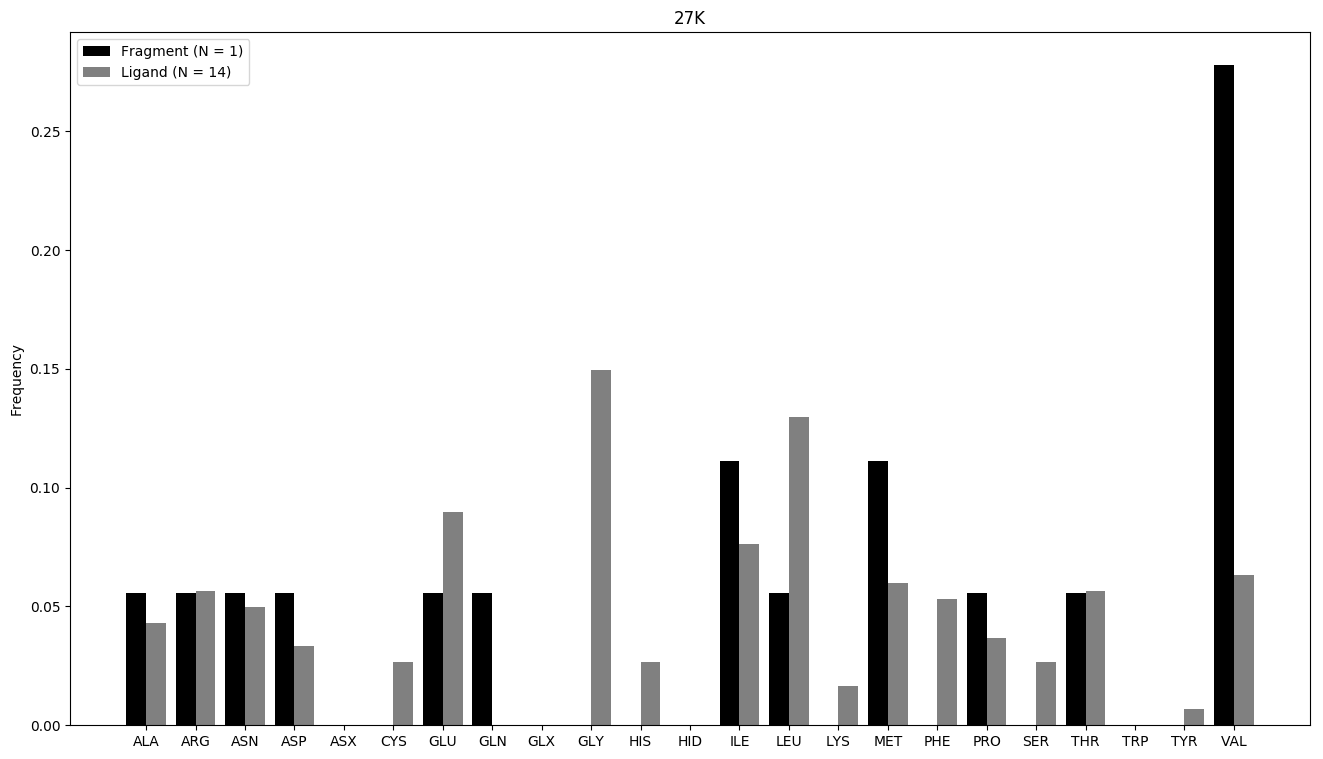 27K
Fragment (N = 1)
Ligand (N = 14)
Frequency
0.25
0.20
0.15
0.10
0.05
0.00
ALA ARG ASN ASP ASX CYS GLU GLN GLX GLY HIS HID ILE LEU LYS MET PHE PRO SER THR TRP TYR VAL